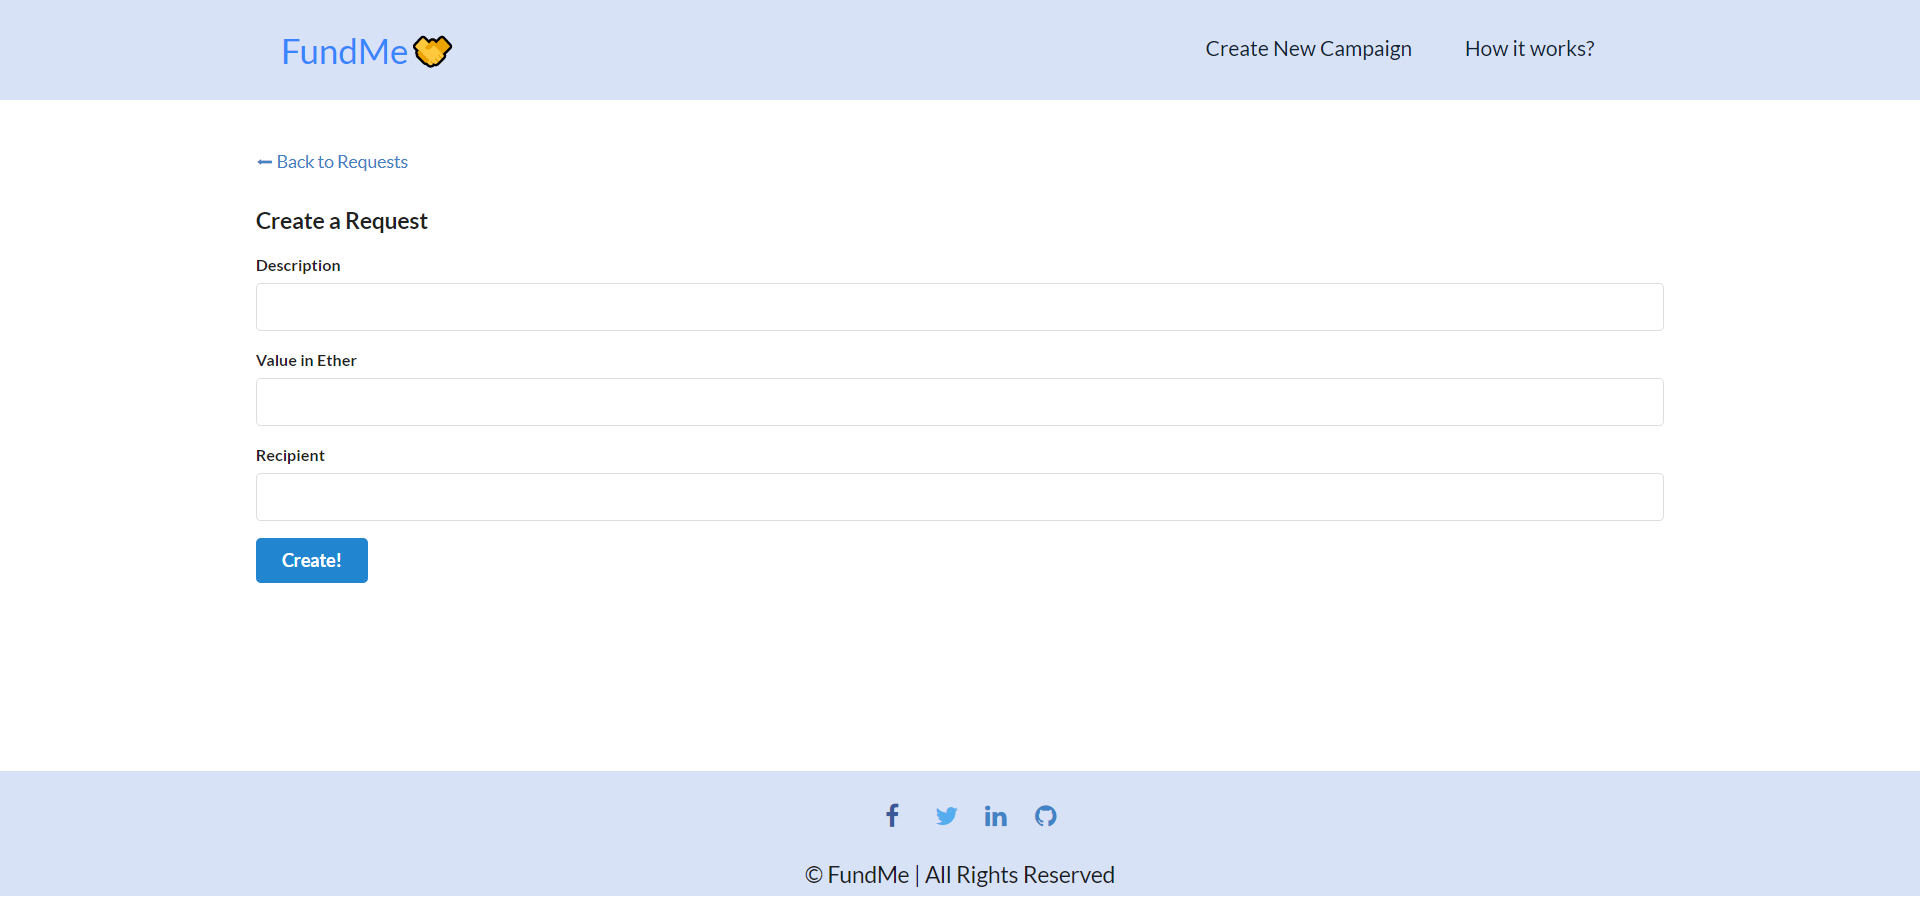 FundMe
Create New Campaign
How it works?
Back to Requests
Create a Request
Description
Value in Ether
Recipient
Create!
© FundMe | All Rights Reserved